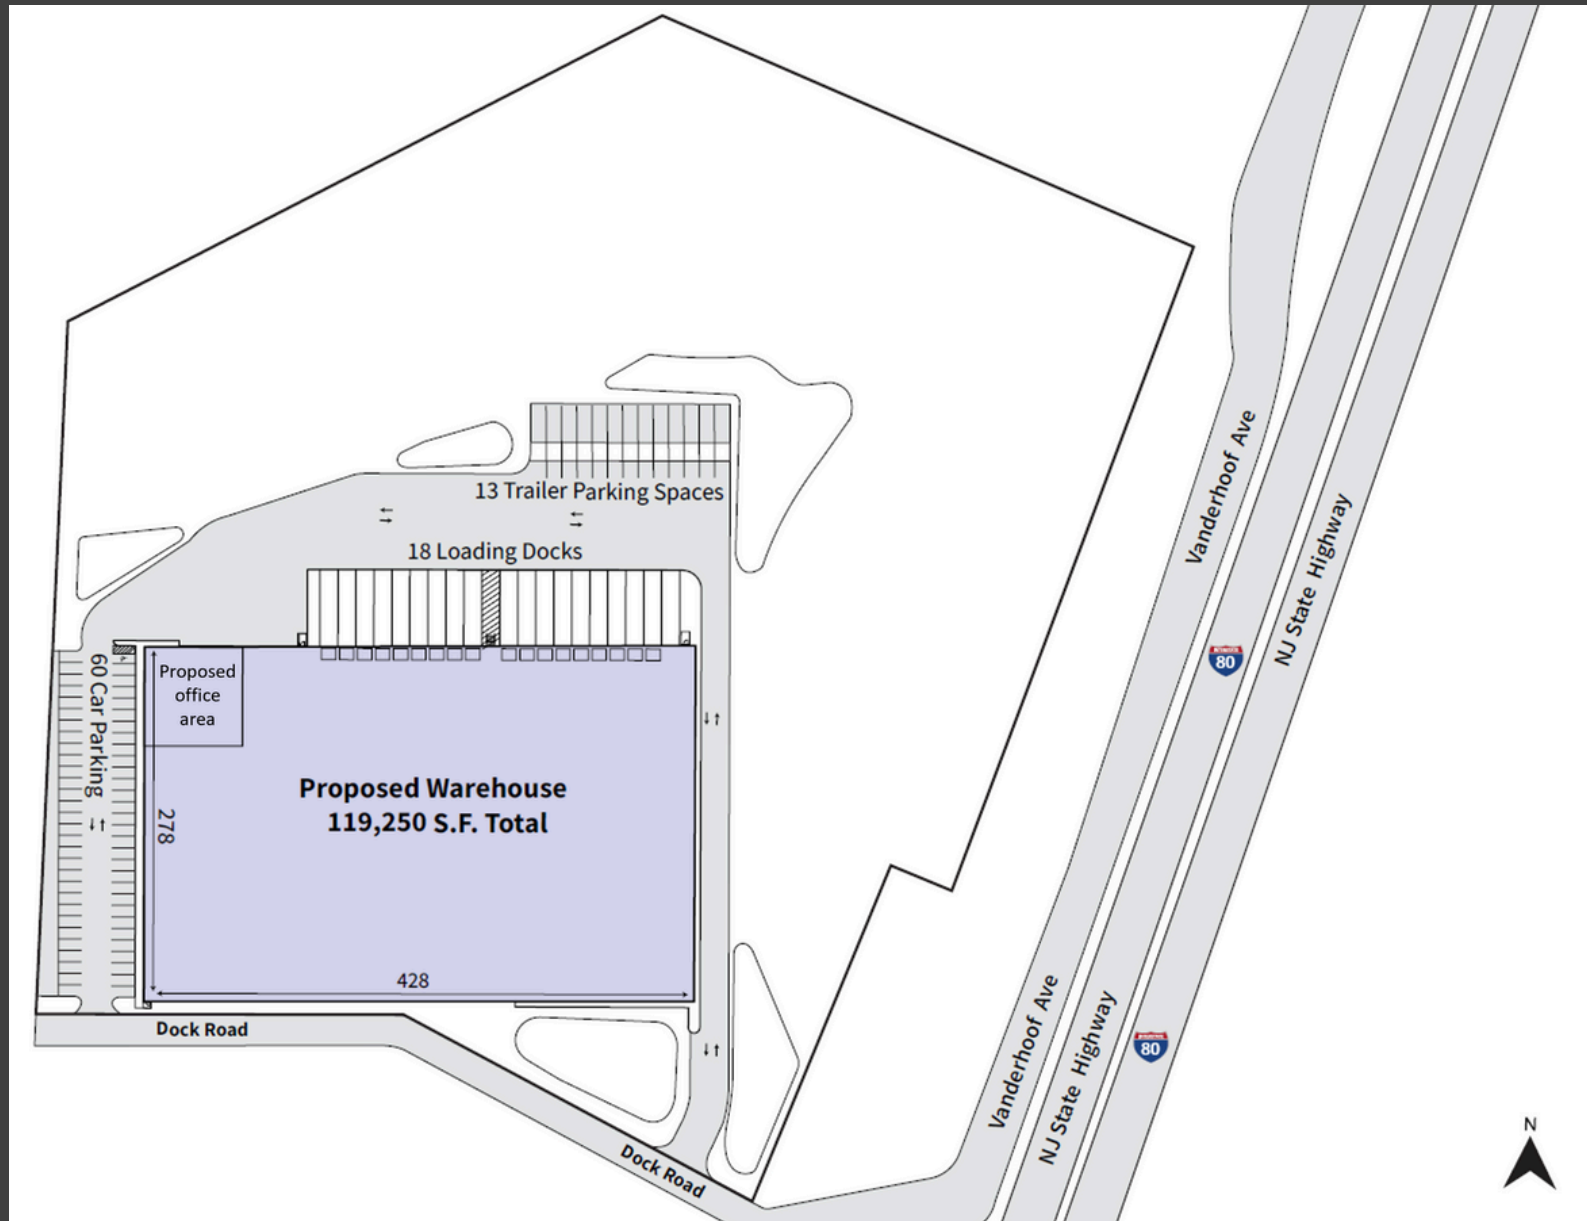 Vanderhoof Ave
NJ State Highway
13 Trailer Parking Spaces
18 Loading Docks
80
60 Car Parking
Proposed
office
area
Proposed Warehouse
119,250 S.F. Total
278
428
Dock Road
Dock Road
Vanderhoof Ave
NJ State Highway
80
N